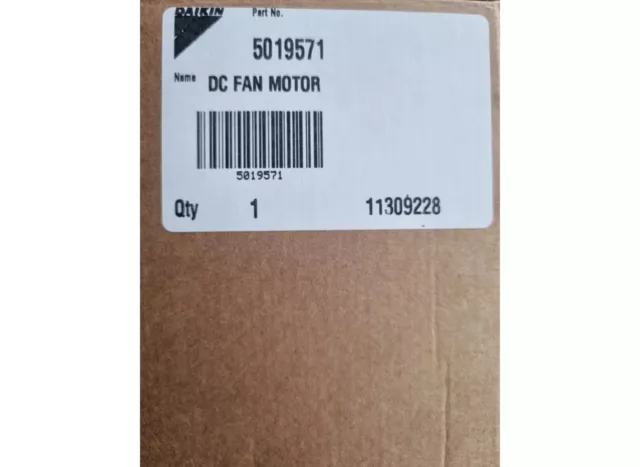 DAIKIN Part No.
5019571
Name DC FAN MOTOR
5019571
Qty 1 11309228